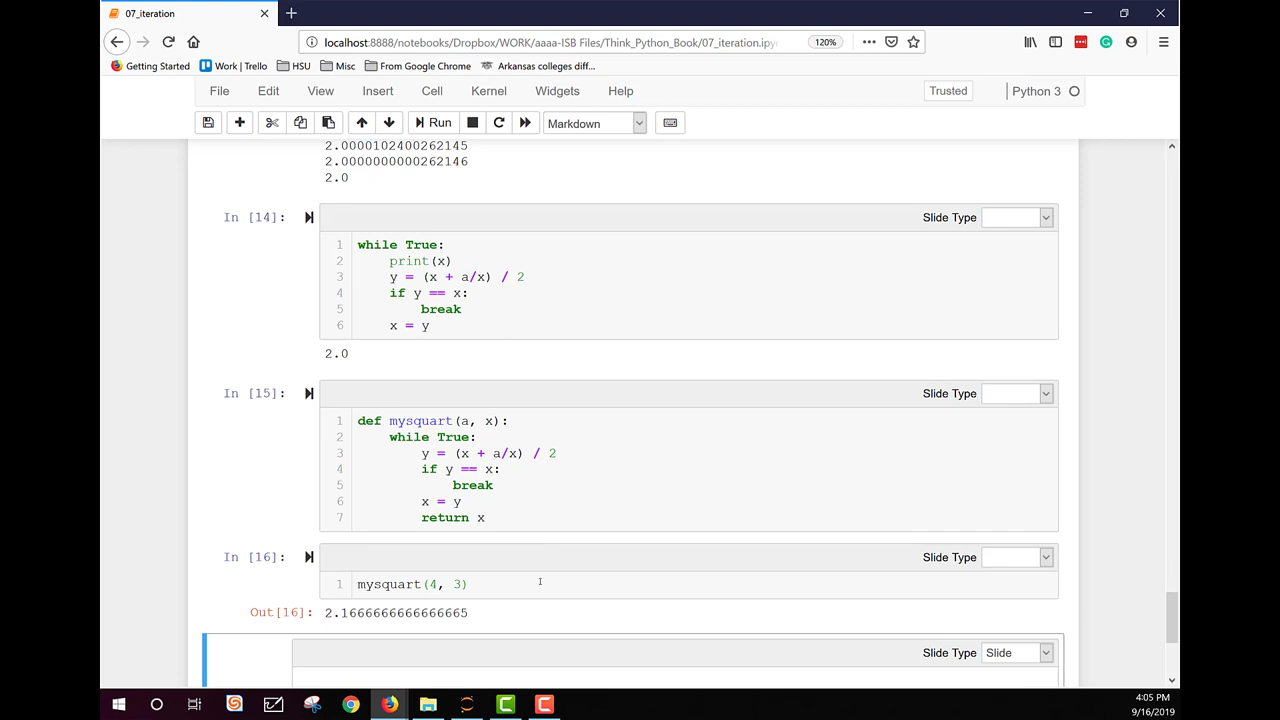 07_iteration
localhost:8888/notebooks/Dropbox/WORK/aaaa-ISB Files/Think_Python_Book/07_iteration.ipyn
120%
Getting Started Work | Trello HSU Misc From Google Chrome Arkansas colleges diff...
File Edit View Insert Cell Kernel Widgets Help Trusted Python 3
Run Markdown
2.0000102400262145
2.0000000000262146
2.0
In [14]: Slide Type
1 while True:
2 print(x)
3 y = (x + a/x) / 2
4 if y == x:
5 break
6 x = y
2.0
In [15]: Slide Type
1 def mysquart(a, x):
2 while True:
3 y = (x + a/x) / 2
4 if y == x:
5 break
6 x = y
7 return x
In [16]: Slide Type
1 mysquart(4, 3)
Out[16]: 2.1666666666666665
Slide Type Slide
4:05 PM
9/16/2019